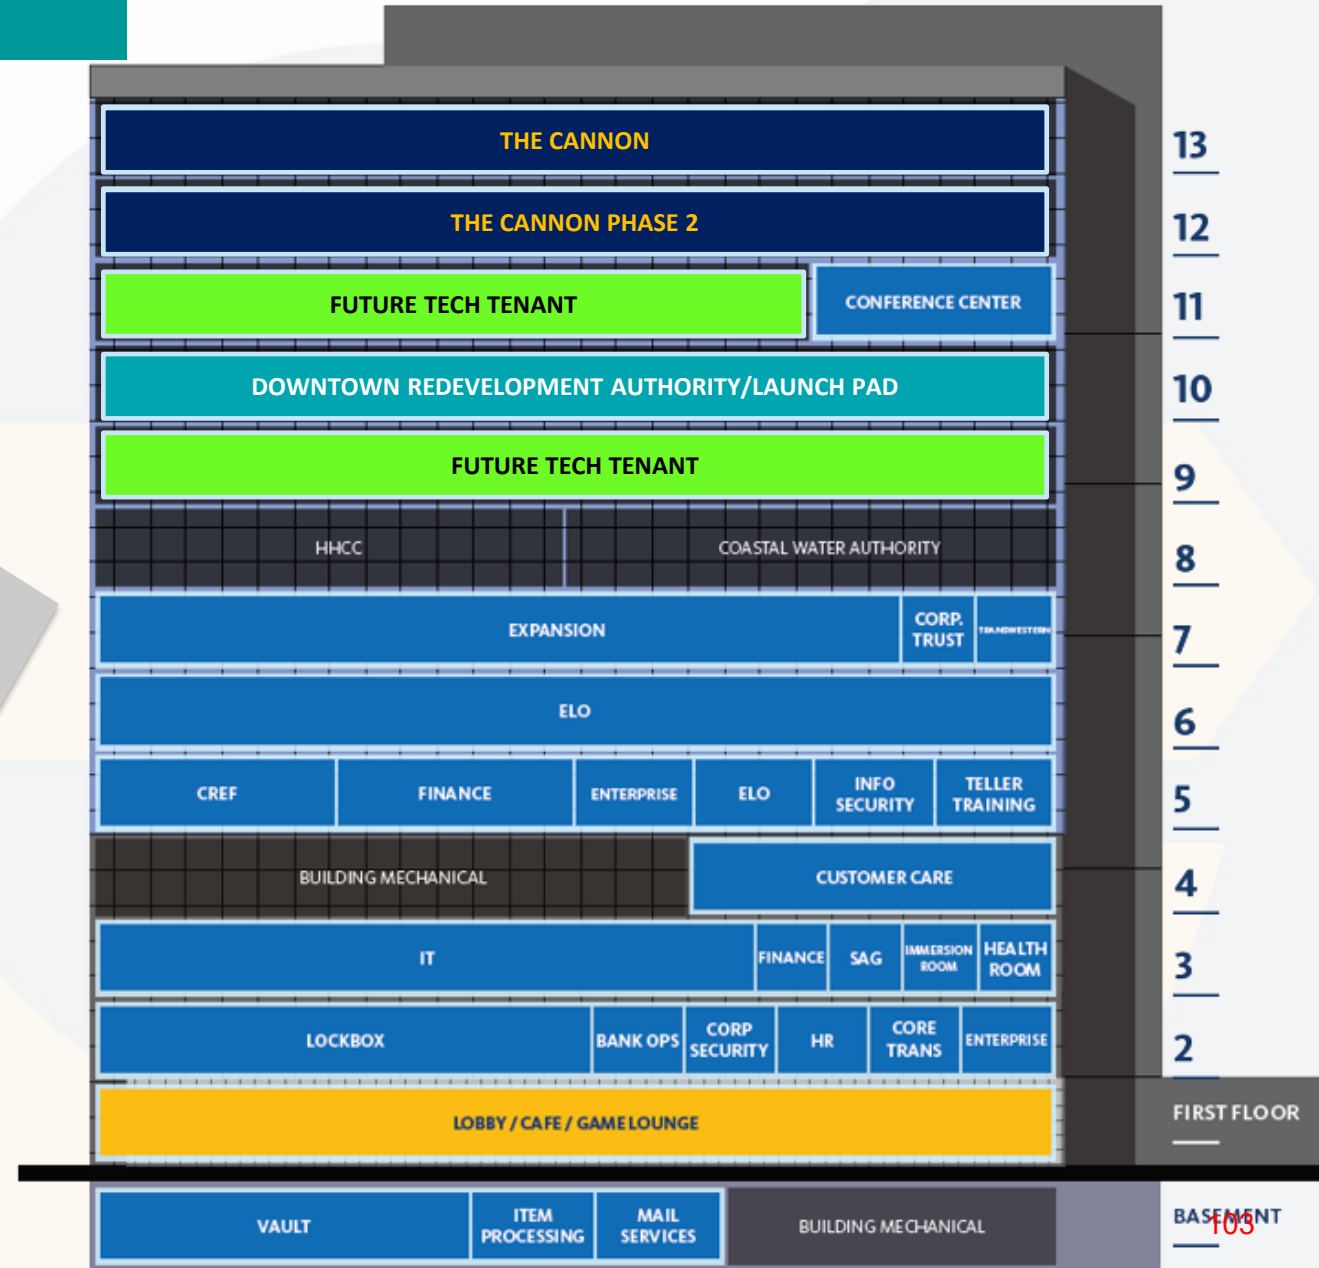 THE CANNON
13
THE CANNON PHASE 2
12
FUTURE TECH TENANT
CONFERENCE CENTER
11
DOWNTOWN REDEVELOPMENT AUTHORITY/LAUNCH PAD
10
FUTURE TECH TENANT
9
HHCC
COASTAL WATER AUTHORITY
8
EXPANSION
CORP.
TRUST
TRANSWESTERN
7
ELO
6
CREF
FINANCE
ENTERPRISE
ELO
INFO
SECURITY
TELLER
TRAINING
5
BUILDING MECHANICAL
CUSTOMER CARE
4
IT
FINANCE
SAG
IMMERSION
ROOM
HEALTH
ROOM
3
LOCKBOX
BANK OPS
CORP
SECURITY
HR
CORE
TRANS
ENTERPRISE
2
LOBBY / CAFE / GAME LOUNGE
FIRST FLOOR
VAULT
ITEM
PROCESSING
MAIL
SERVICES
BUILDING MECHANICAL
BASEMENT
103